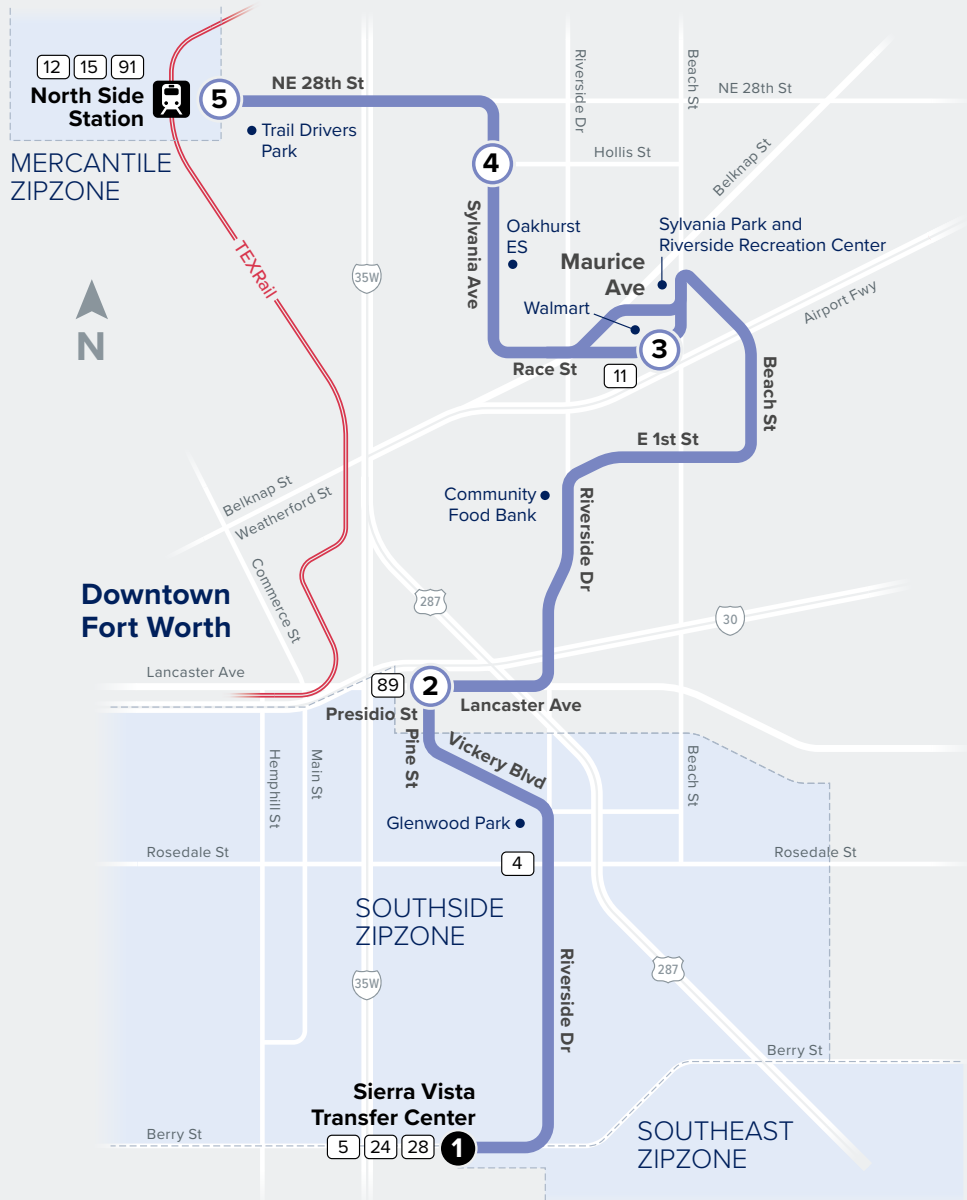 12 15 91
North Side
Station
5
NE 28th St
Trail Drivers
Park
MERCANTILE
ZIPZONE
Riverside Dr
Beach St
NE 28th St
4
Hollis St
Belknap St
Sylvania Ave
Oakhurst
ES
Sylvania Park and
Riverside Recreation Center
Maurice
Ave
TEXRail
35W
Walmart
Airport Fwy
N
3
Race St
11
Beach St
E 1st St
Belknap St
Weatherford St
Community
Food Bank
Riverside Dr
Commerce St
Downtown
Fort Worth
287
30
Lancaster Ave
89
2
Lancaster Ave
Presidio St
Pine St
Vickery Blvd
Hemphill St
Main St
Beach St
Glenwood Park
Rosedale St
4
Rosedale St
SOUTHSIDE
ZIPZONE
35W
Riverside Dr
287
Berry St
Sierra Vista
Transfer Center
Berry St
5 24 28
1
SOUTHEAST
ZIPZONE